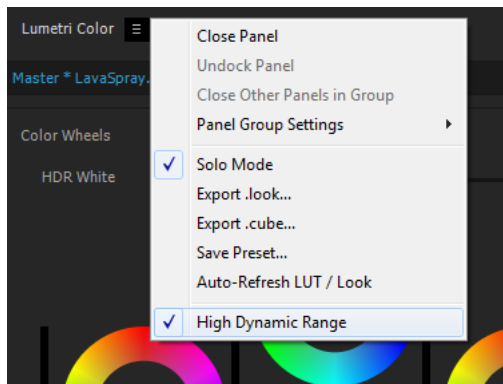 Lumetri Color
Close Panel
Undock Panel
Close Other Panels in Group
Panel Group Settings
Solo Mode
Export .look...
Export .cube...
Save Preset...
Auto-Refresh LUT / Look
High Dynamic Range
Master * LavaSpray.
Color Wheels
HDR White